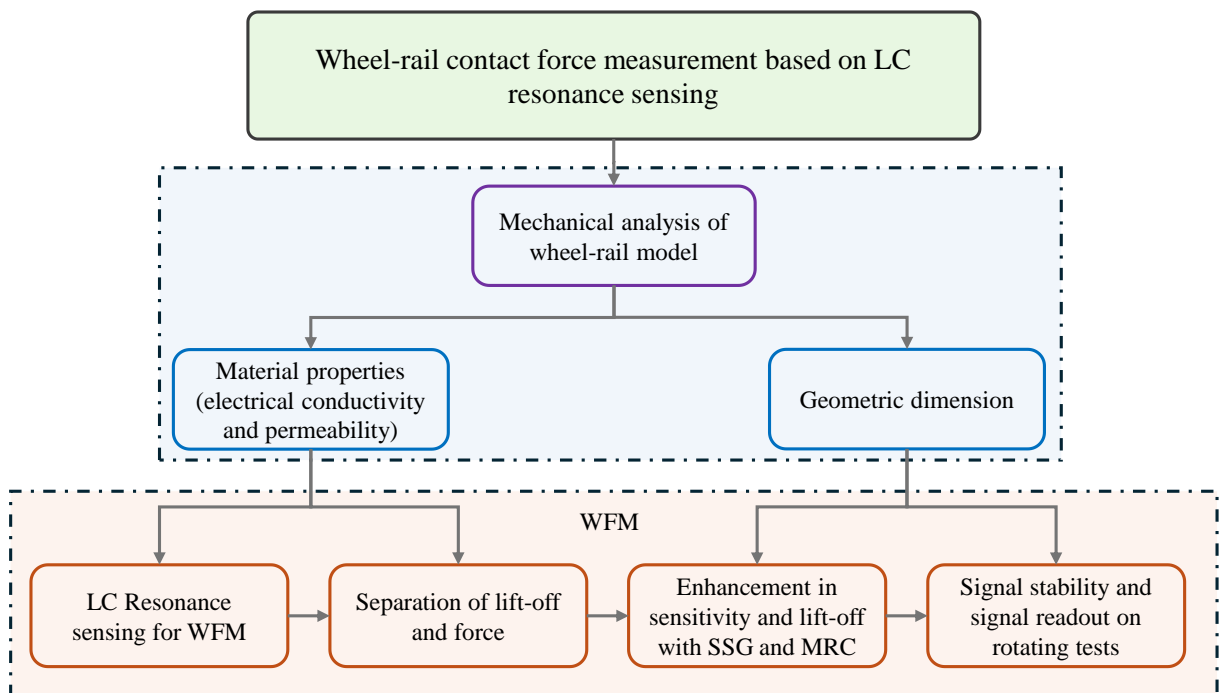 Wheel-rail contact force measurement based on LC
resonance sensing
Mechanical analysis of
wheel-rail model
Material properties
(electrical conductivity
and permeability)
Geometric dimension
WFM
LC Resonance
sensing for WFM
Separation of lift-off
and force
Enhancement in
sensitivity and lift-off
with SSG and MRC
Signal stability and
signal readout on
rotating tests